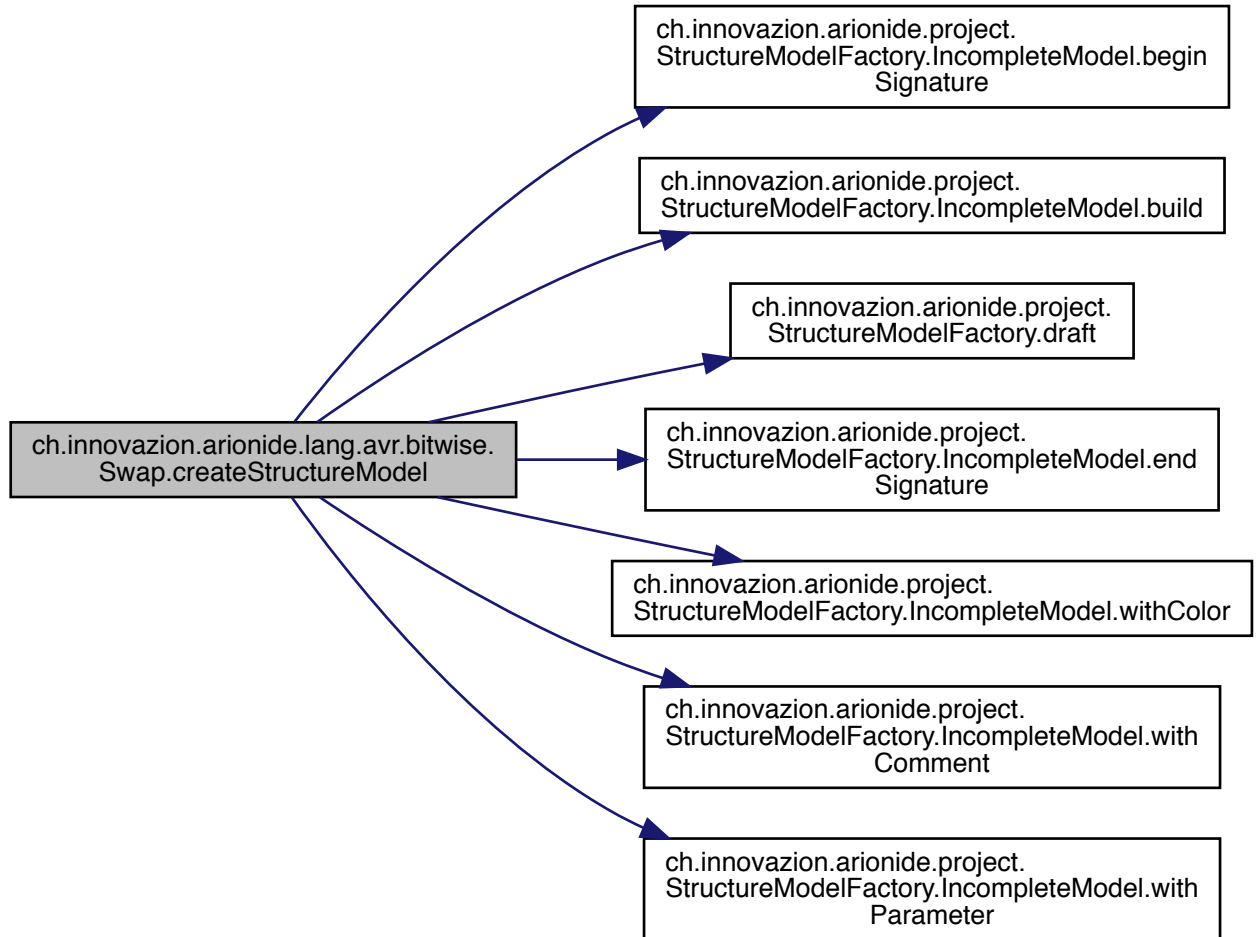 ch.innovazion.arionide.project.
StructureModelFactory.IncompleteModel.begin
Signature
ch.innovazion.arionide.project.
StructureModelFactory.IncompleteModel.build
ch.innovazion.arionide.project.
StructureModelFactory.draft
ch.innovazion.arionide.lang.avr.bitwise.
Swap.createStructureModel
ch.innovazion.arionide.project.
StructureModelFactory.IncompleteModel.end
Signature
ch.innovazion.arionide.project.
StructureModelFactory.IncompleteModel.withColor
ch.innovazion.arionide.project.
StructureModelFactory.IncompleteModel.with
Comment
ch.innovazion.arionide.project.
StructureModelFactory.IncompleteModel.with
Parameter